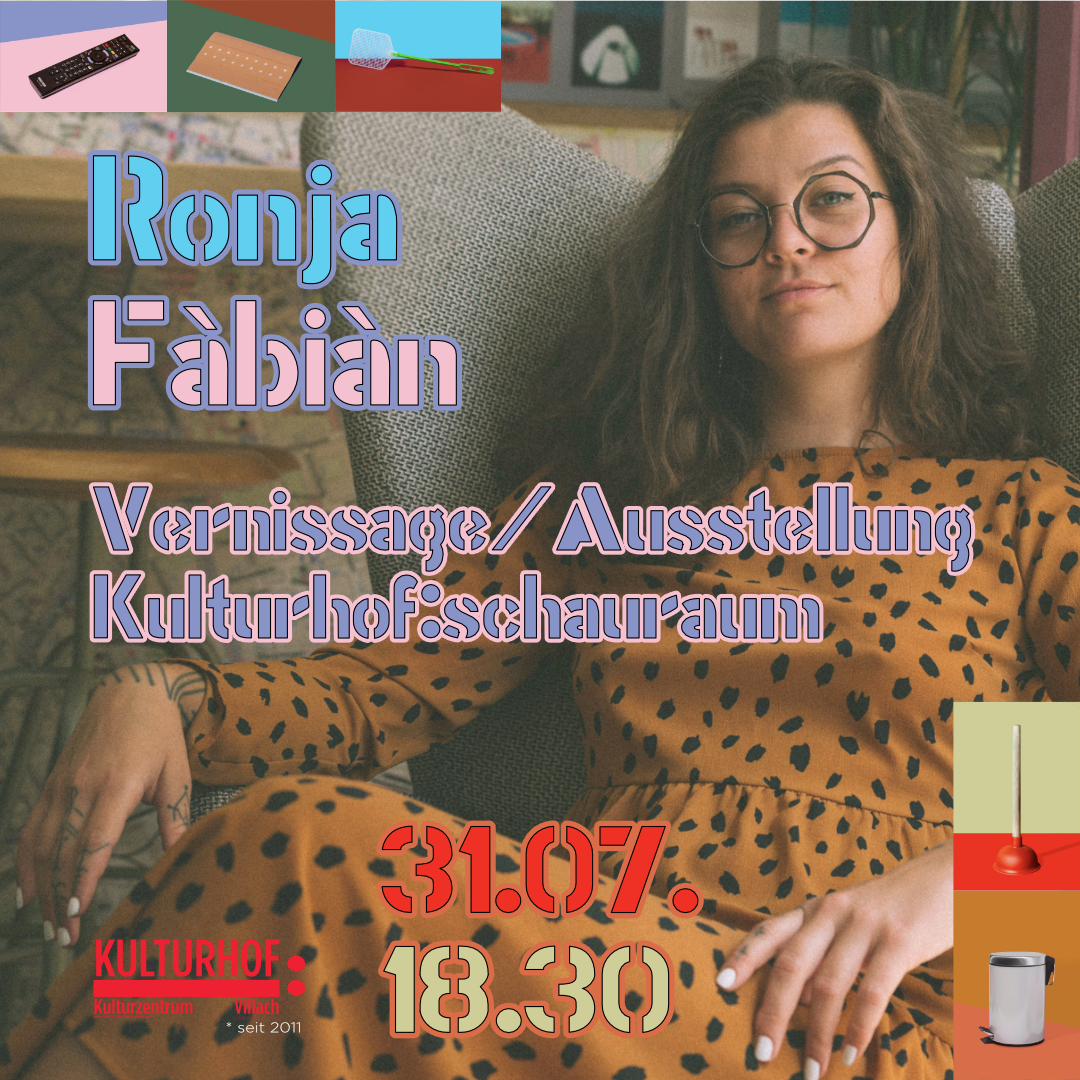 Ronja
Fàbiàn
Vernissage/Ausstellung
Kulturhof:schauraum
31.07.
18.30
KULTURHOF:
Kulturzentrum Villach
* seit 2011